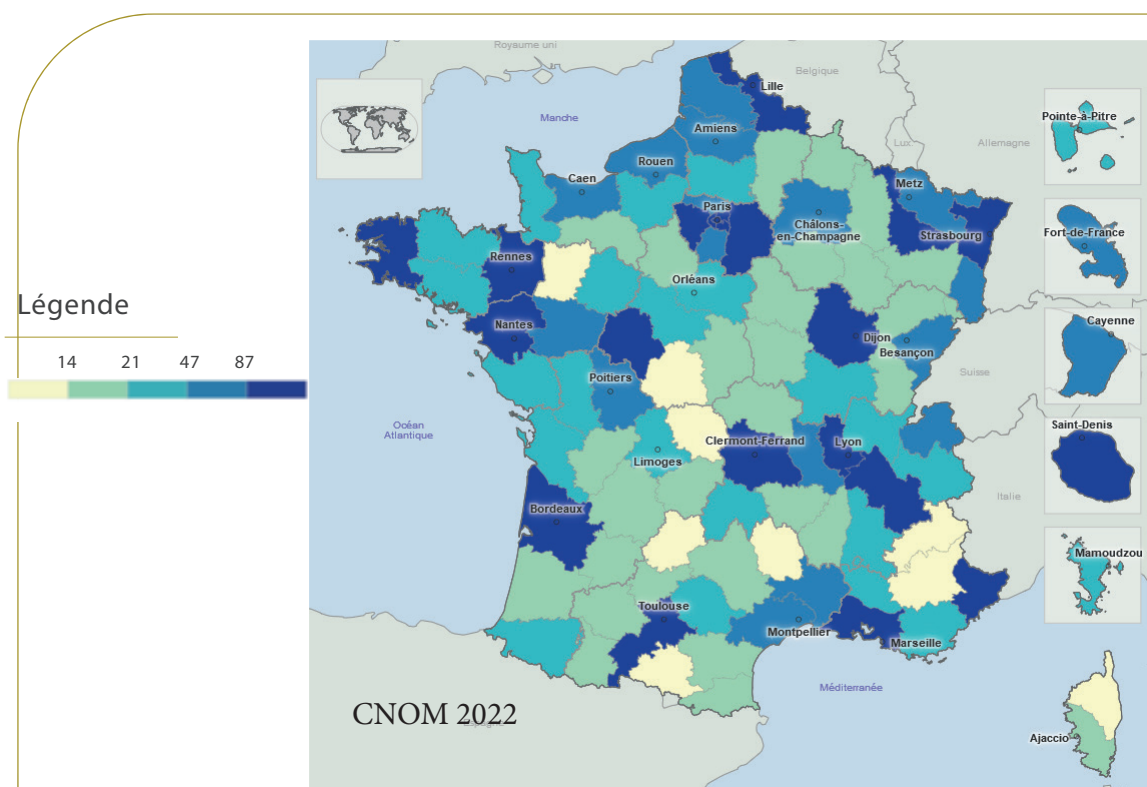 Royaume uni
Belgique
Lille
Manche
Amiens
Pointe-à-Pitre
Lux.
Allemagne
Rouen
Caen
Metz
Paris
Châlons-
en-Champagne
Strasbourg
Fort-de-France
Rennes
Orléans
Légende
Nantes
Dijon
Besançon
Cayenne
14 21 47 87
Poitiers
Suisse
Océan
Atlantique
Clermont-Ferrand
Lyon
Saint-Denis
Limoges
Italie
Bordeaux
Mamoudzou
Toulouse
Montpellier
Marseille
Méditerranée
CNOM 2022
Espagne
Ajaccio